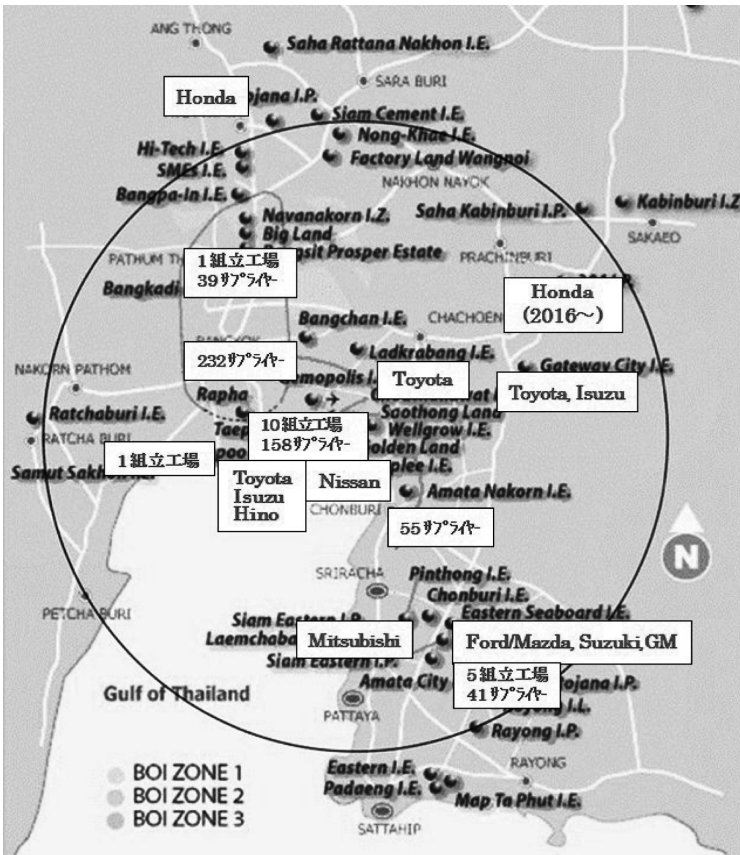 ANG THONG
Saha Rattana Nakhon I.E.
SARA BURI
Honda
ojana I.P.
Siam Cement I.E.
Nong-Khae I.E.
Hi-Tech I.E.
Factory Land Wangnoi
SMEs I.E.
NAKHON NAYOK
Bangpa-In I.E.
Saha Kabinburi I.P.
Kabinburi I.Z
Navanakorn I.Z.
Big Land
SAKAEO
PATHUM TH
1組立工場
39ｻﾌﾟﾗｲﾔｰ
gsit Prosper Estate
PRACHINBURI
Bangkadi
Honda
(2016～)
Bangchan I.E.
CHACHOEN
232ｻﾌﾟﾗｲﾔｰ
Ladkrabang I.E.
Gateway City I.E.
NAKORN PATHOM
Toyota
Toyota, Isuzu
Rapha
Ratchaburi I.E.
RATCHA BURI
Taep
10組立工場
158ｻﾌﾟﾗｲﾔｰ
Wellgrow I.E.
olden Land
1組立工場
Samut Sakho
plee I.E.
Toyota
Isuzu
Hino
Nissan
Amata Nakorn I.E.
CHONBURI
55ｻﾌﾟﾗｲﾔｰ
N
SRIRACHA
Pinthong I.E.
Chonburi I.E.
PETCHA BURI
Eastern Seaboard I.E.
Siam Eastern I.P.
Laemchaba
Mitsubishi
Ford/Mazda, Suzuki,GM
Siam Eastern I.P.
Amata City
5組立工場
41ｻﾌﾟﾗｲﾔｰ
ojana I.P.
Gulf of Thailand
PATTAYA
I.L.
Rayong I.P.
BOI ZONE 1
BOI ZONE 2
BOI ZONE 3
Eastern I.E.
RAYONG
Padaeng I.E.
Map Ta Phut I.E.
SATTAHIP